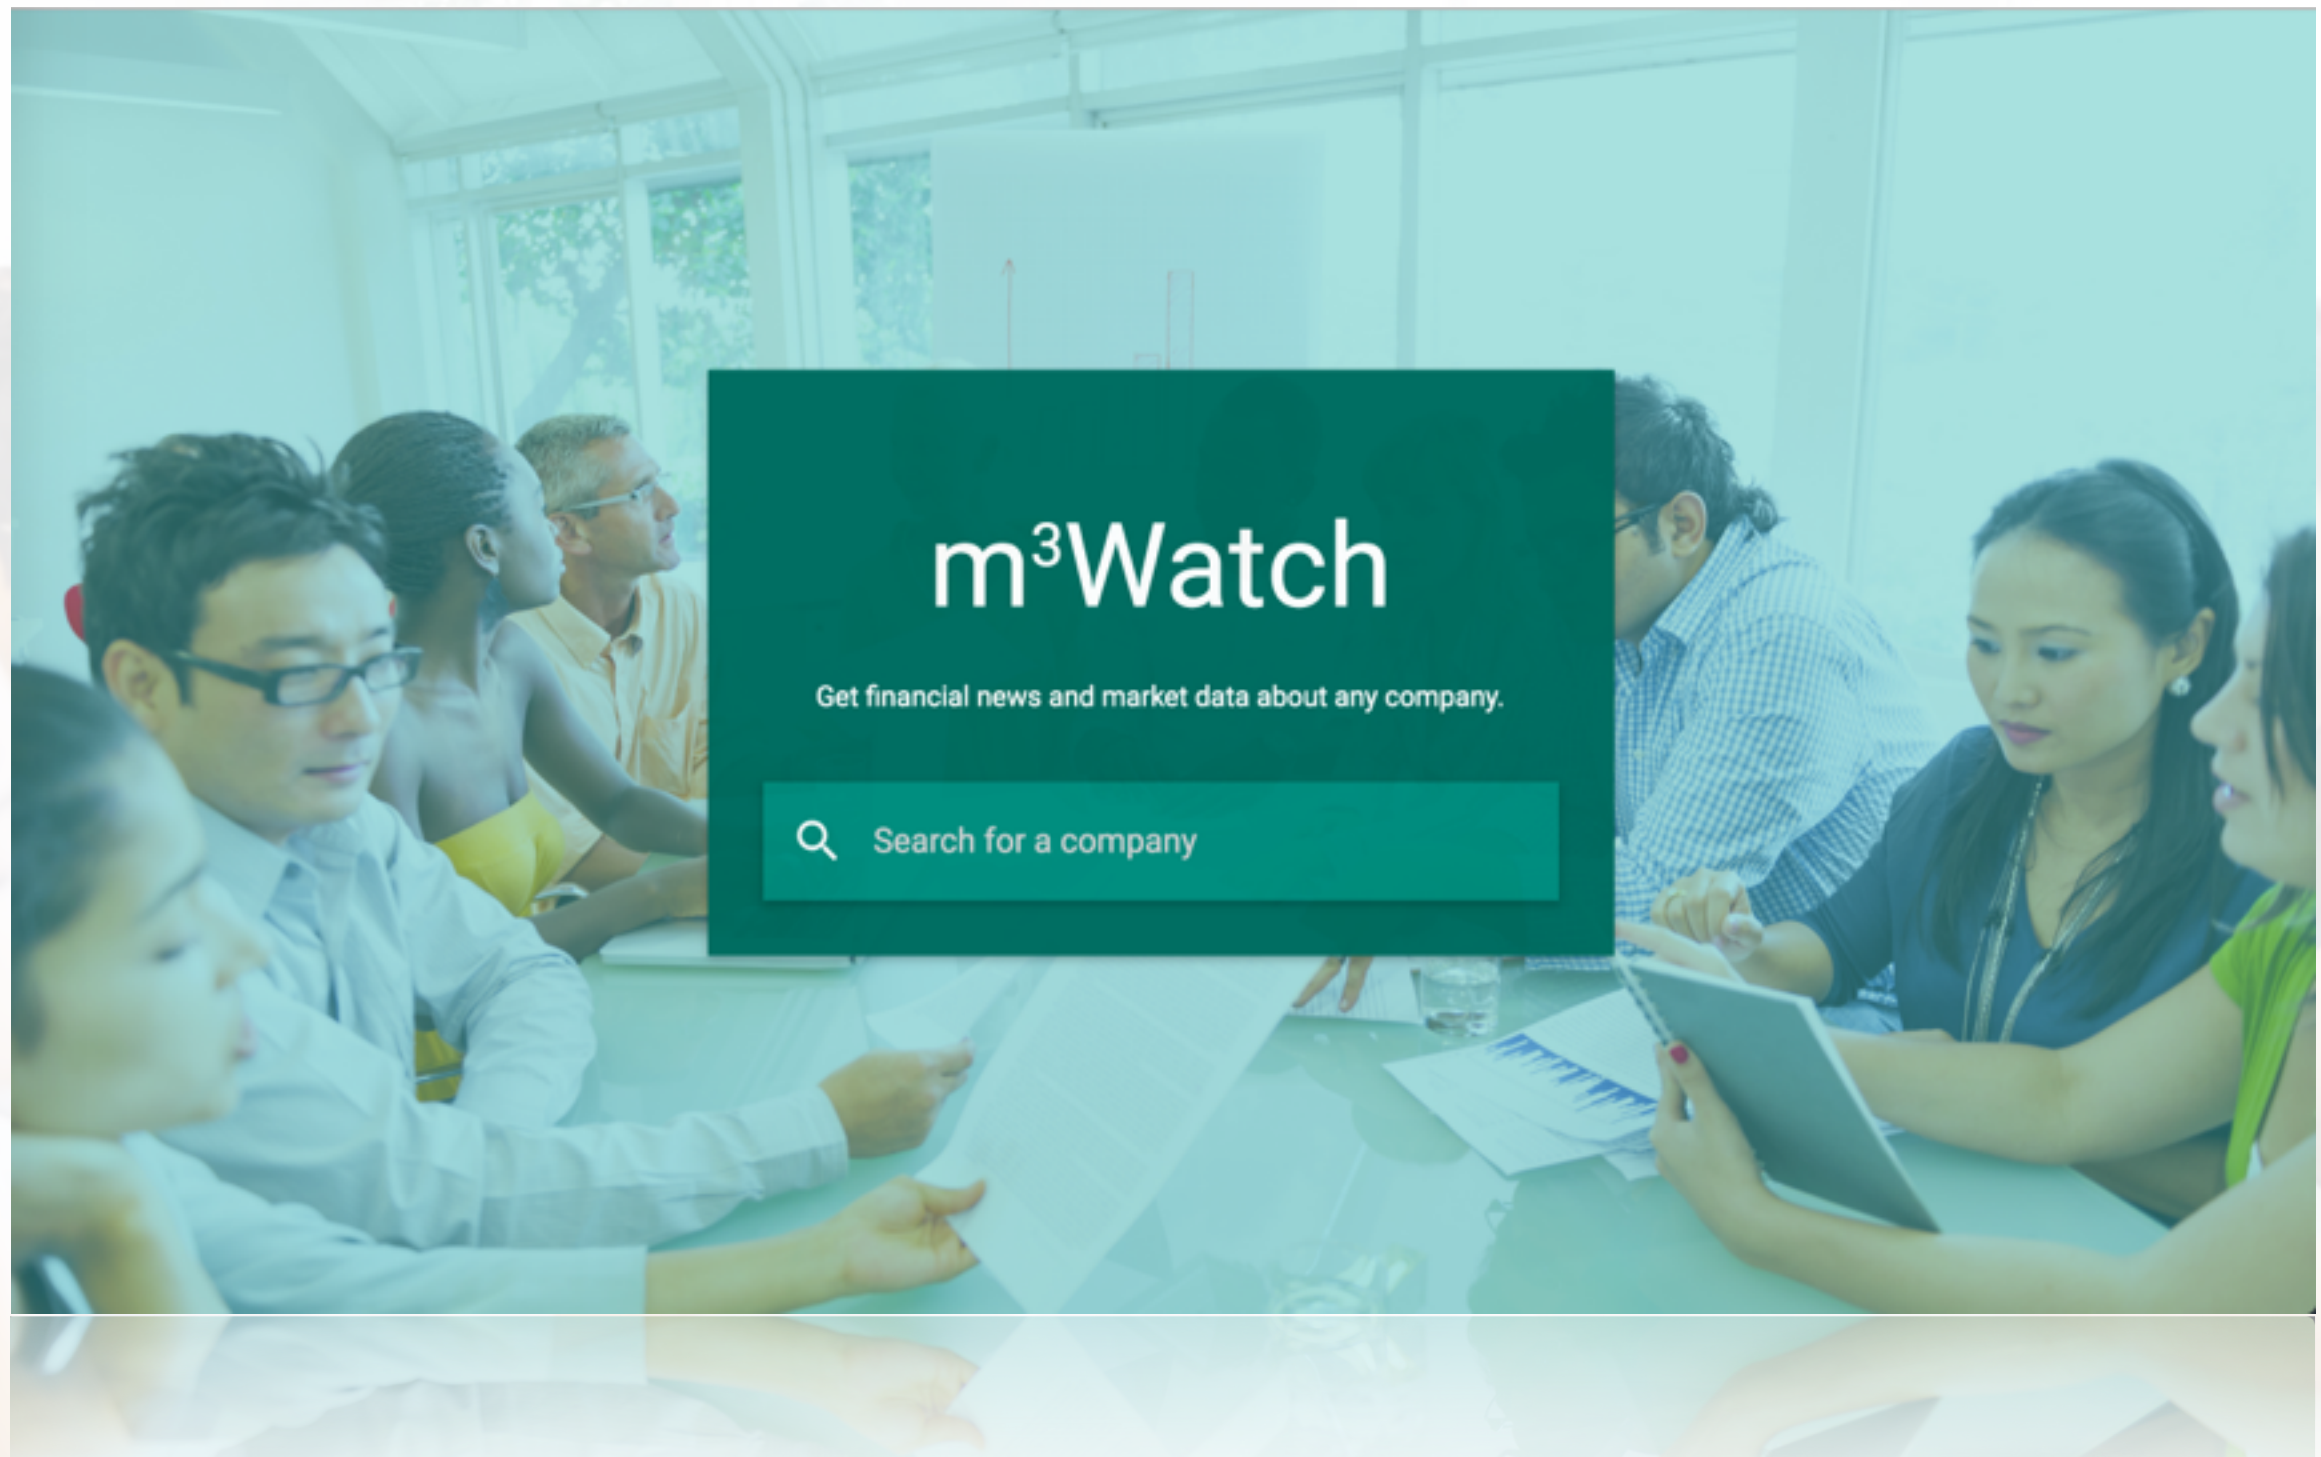 m³Watch
Get financial news and market data about any company.
Search for a company